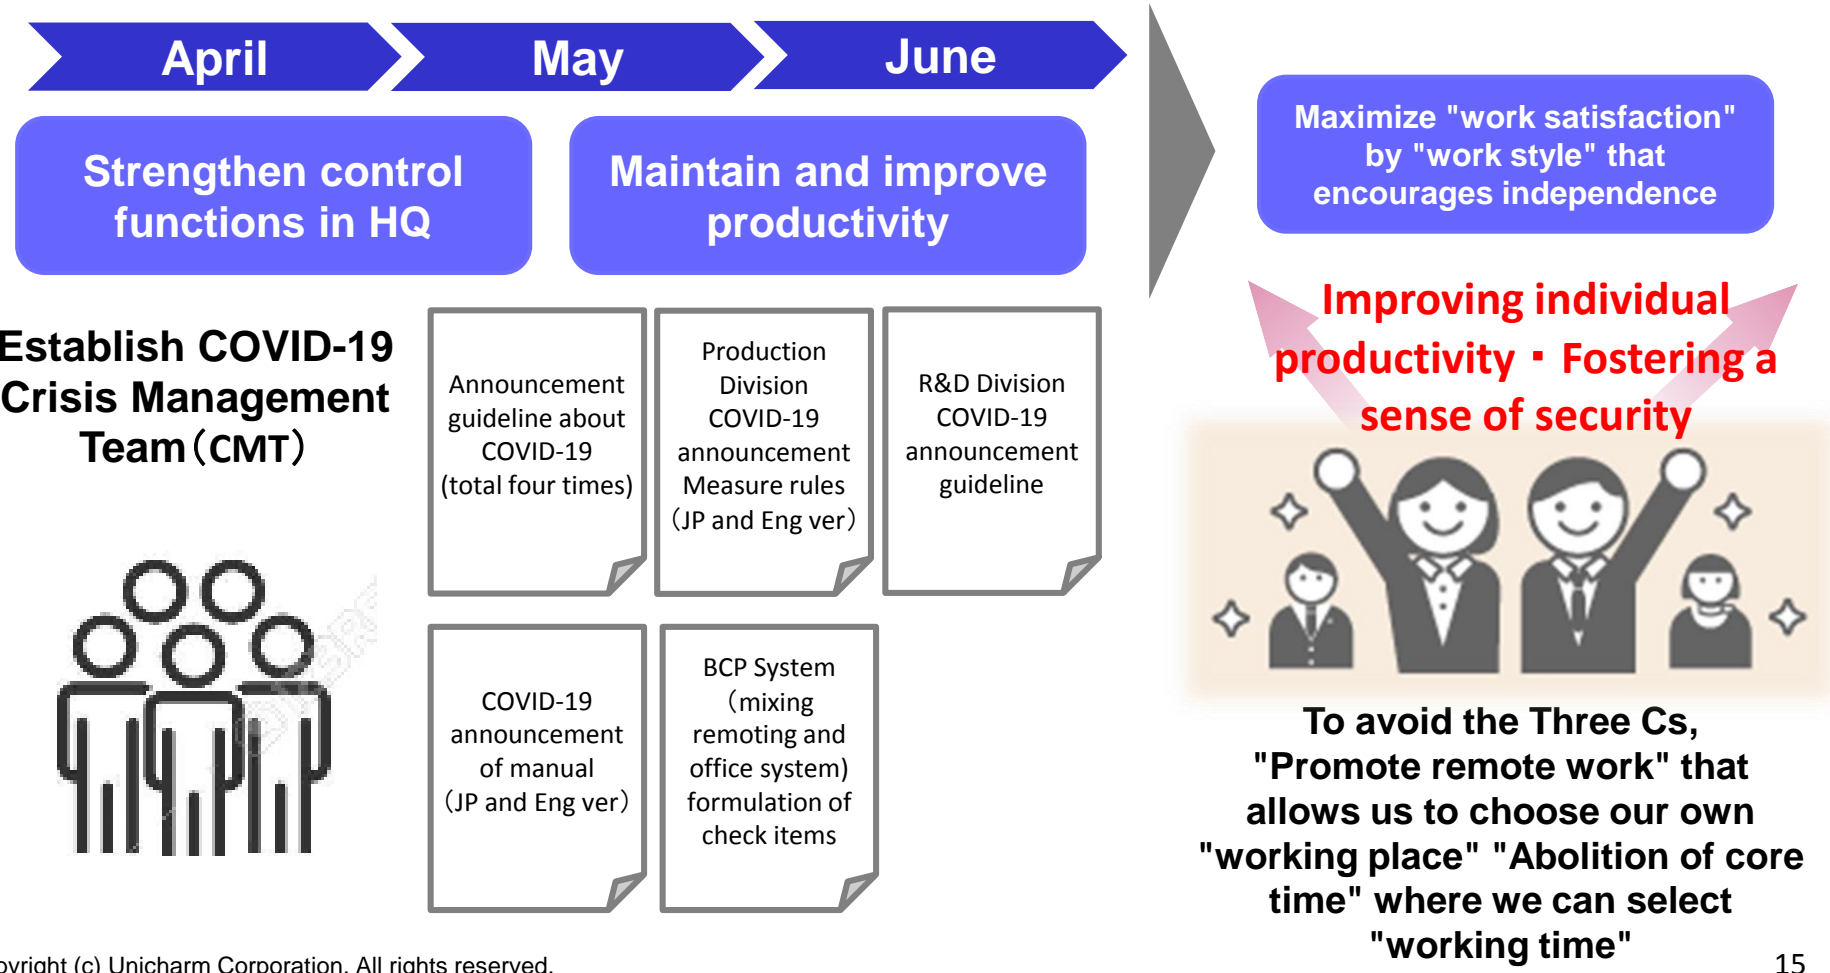 April
May
June
Strengthen control
functions in HQ
Maintain and improve
productivity
Maximize "work satisfaction"
by "work style" that
encourages independence
Establish COVID-19
Crisis Management
Team（CMT）
Announcement
guideline about
COVID-19
(total four times)
Production
Division
COVID-19
announcement
Measure rules
（JP and Eng ver）
R&D Division
COVID-19
announcement
guideline
COVID-19
announcement
of manual
（JP and Eng ver）
BCP System
（mixing
remoting and
office system)
formulation of
check items
Improving individual
productivity・Fostering a
sense of security
To avoid the Three Cs,
"Promote remote work" that
allows us to choose our own
"working place" "Abolition of core
time" where we can select
"working time"
opyright (c) Unicharm Corporation. All rights reserved.
15